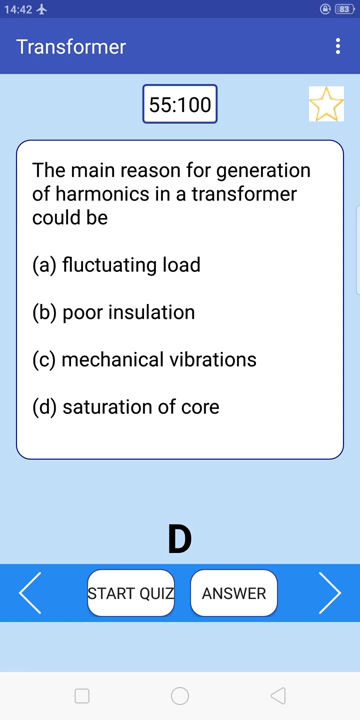 14:42
83
Transformer
55:100
The main reason for generation
of harmonics in a transformer
could be
(a) fluctuating load
(b) poor insulation
(c) mechanical vibrations
(d) saturation of core
D
START QUIZ
ANSWER